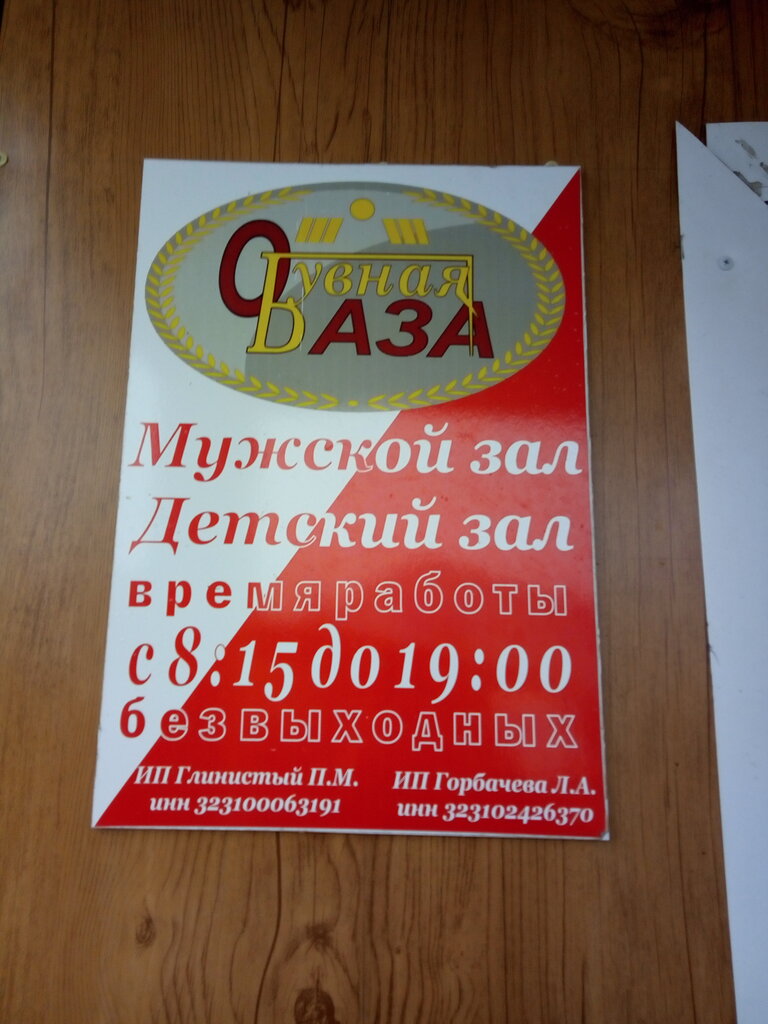 Обувная
БАЗА
Мужской зал
Детский зал
время работы
с 8:15 до 19:00
без выходных
ИП Глинистый П.М. ИП Горбачева Л.А.
инн 323100063191 инн 323102426370